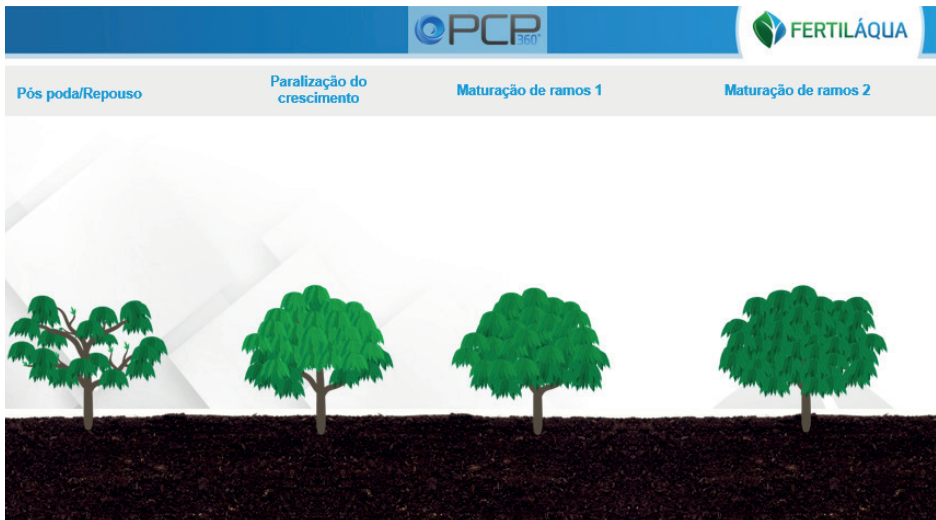 PCP
360°
FERTILÁQUA
Pós poda/Repouso
Paralização do
crescimento
Maturação de ramos 1
Maturação de ramos 2